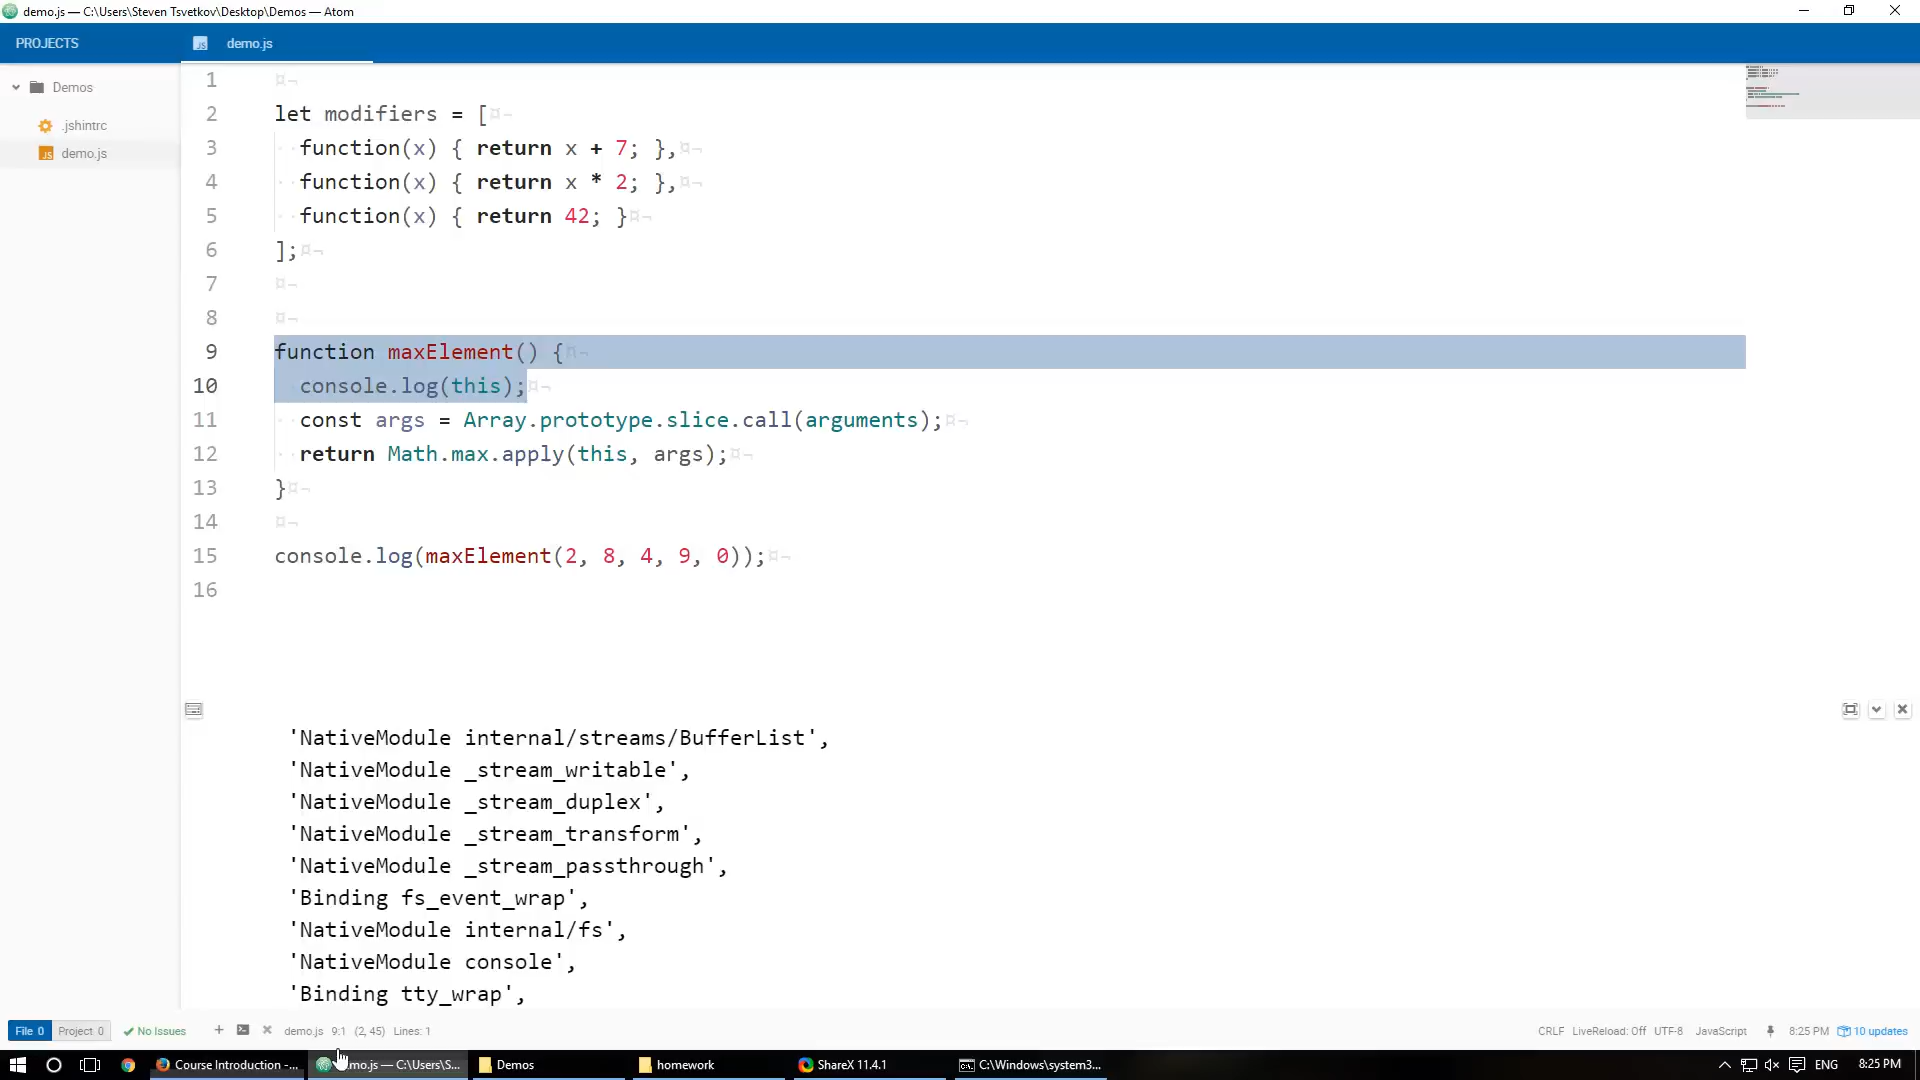 demo.js — C:\Users\Steven Tsvetkov\Desktop\Demos — Atom
PROJECTS
demo.js
Demos
.jshintrc
demo.js
1
2 let modifiers = [
3 function(x) { return x + 7; },
4 function(x) { return x * 2; },
5 function(x) { return 42; }
6 ];
7
8
9 function maxElement() {
10 console.log(this);
11 const args = Array.prototype.slice.call(arguments);
12 return Math.max.apply(this, args);
13 }
14
15 console.log(maxElement(2, 8, 4, 9, 0));
16
'NativeModule internal/streams/BufferList',
'NativeModule _stream_writable',
'NativeModule _stream_duplex',
'NativeModule _stream_transform',
'NativeModule _stream_passthrough',
'Binding fs_event_wrap',
'NativeModule internal/fs',
'NativeModule console',
'Binding tty_wrap',
File 0 Project 0 No Issues demo.js 9:1 (2, 45) Lines: 1 CRLF LiveReload: Off UTF-8 JavaScript 8:25 PM 10 updates
Course Introduction -... mo.js — C:\Users\S... Demos homework ShareX 11.4.1 C:\Windows\system3... ENG 8:25 PM